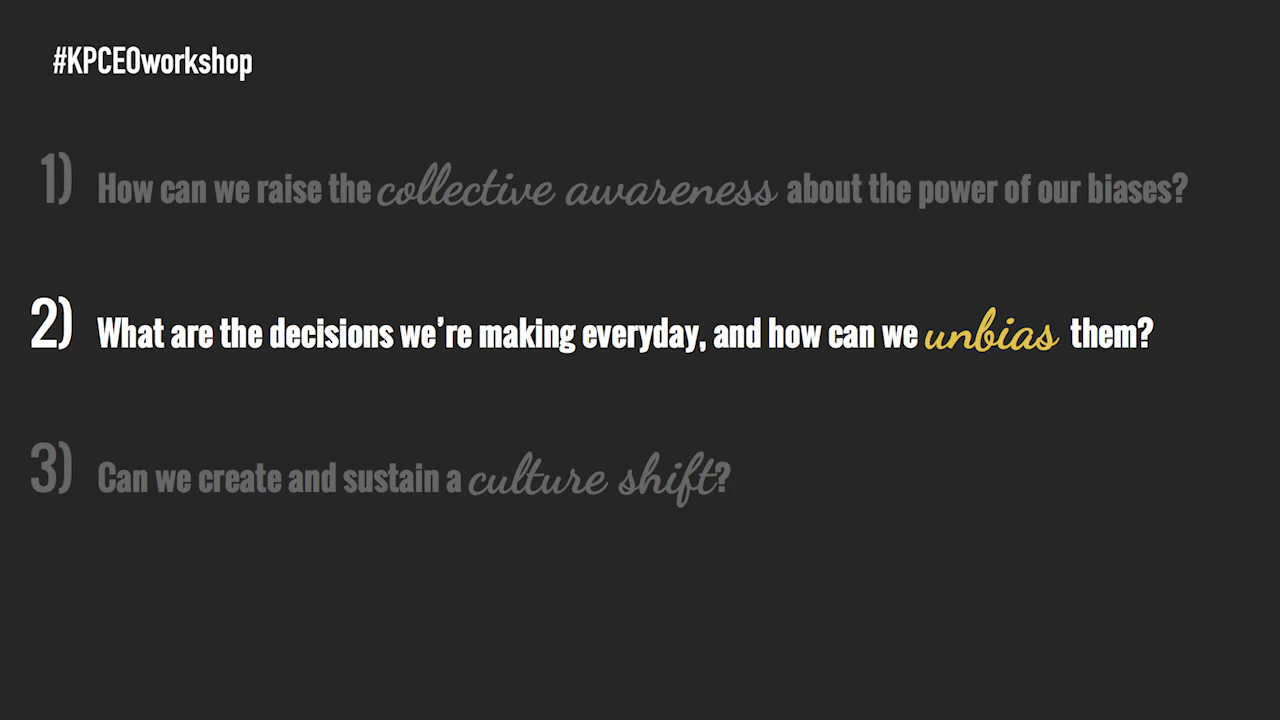 #KPCEOworkshop
1) How can we raise the collective awareness about the power of our biases?
2) What are the decisions we're making everyday, and how can we unbias them?
3) Can we create and sustain a culture shift?